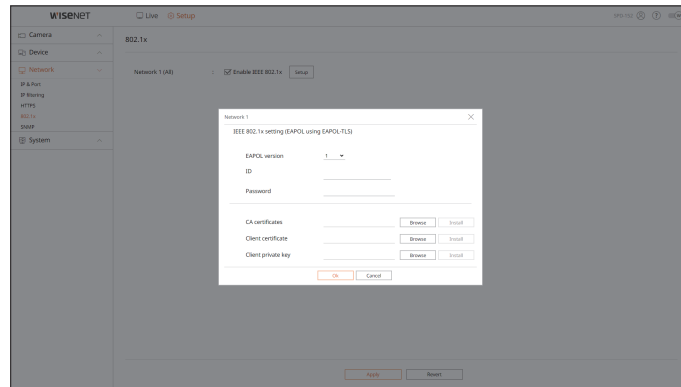 WISENET
Live
Setup
Camera
Device
Network
IP & Port
IP filtering
HTTPS
802.1x
SNMP
System
802.1x
Network 1 (All) : Enable IEEE 802.1x Setup
Network 1
IEEE 802.1x setting (EAPOL using EAPOL-TLS)
EAPOL version 1
ID
Password
CA certificates Browse Install
Client certificate Browse Install
Client private key Browse Install
OK Cancel
Apply Revert